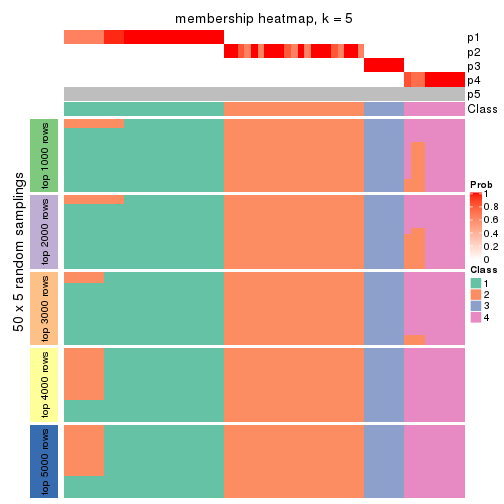 membership heatmap, k = 5
p1
p2
p3
p4
p5
Class
50 x 5 random samplings
top 1000 rows
top 2000 rows
top 3000 rows
top 4000 rows
top 5000 rows
Prob
1
0.8
0.6
0.4
0.2
0
Class
1
2
3
4